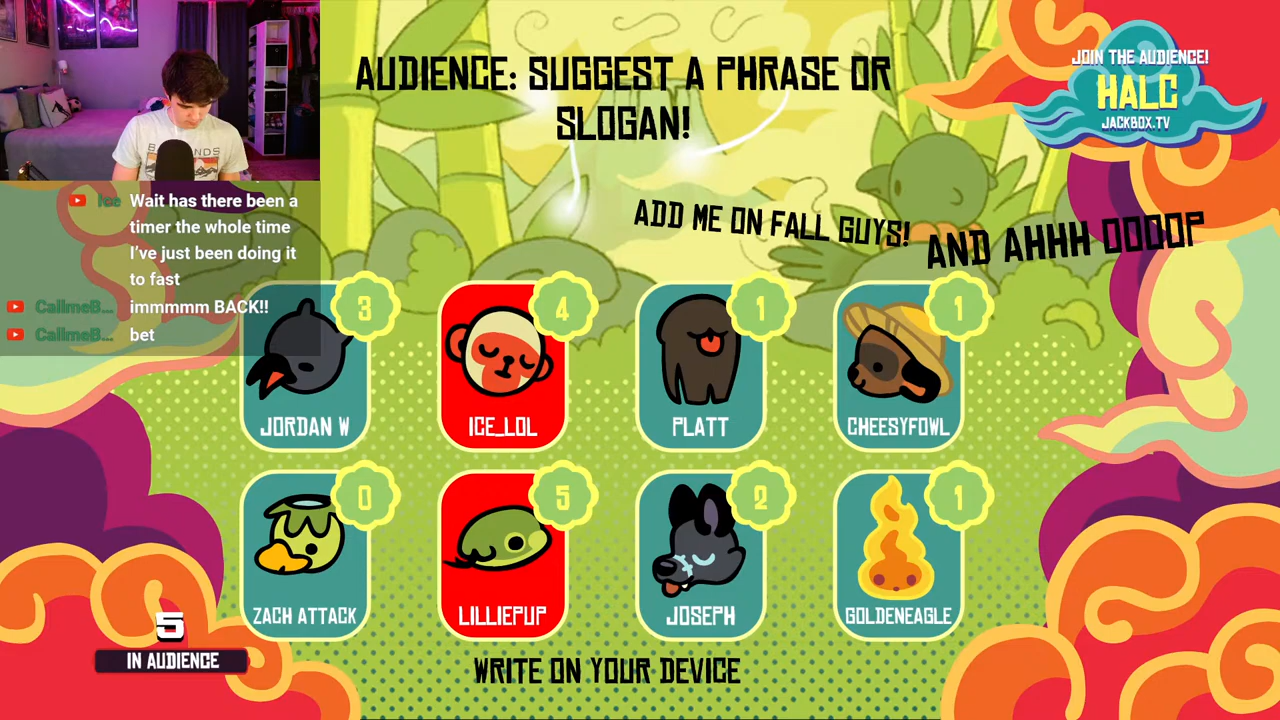 AUDIENCE: SUGGEST A PHRASE OR
SLOGAN!
JOIN THE AUDIENCE!
HALC
JACKBOX.TV
Ice Wait has there been a
timer the whole time
I've just been doing it
to fast
CalimeB... immmmm BACK!!
CalimeB... bet
ADD ME ON FALL GUYS!
AND AHHH OOOOP
3
4
1
1
JORDAN W
ICE_LOL
PLATT
CHEESYFOWL
0
5
2
1
ZACH ATTACK
LILLIEPUP
JOSEPH
GOLDENEAGLE
5
IN AUDIENCE
WRITE ON YOUR DEVICE